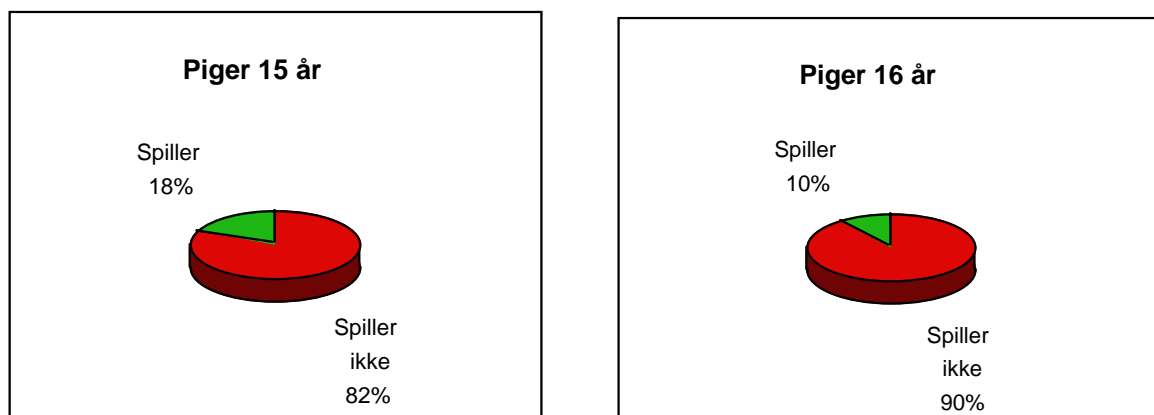 Piger 15 år
Spiller
18%
Spiller
ikke
82%
Piger 16 år
Spiller
10%
Spiller
ikke
90%